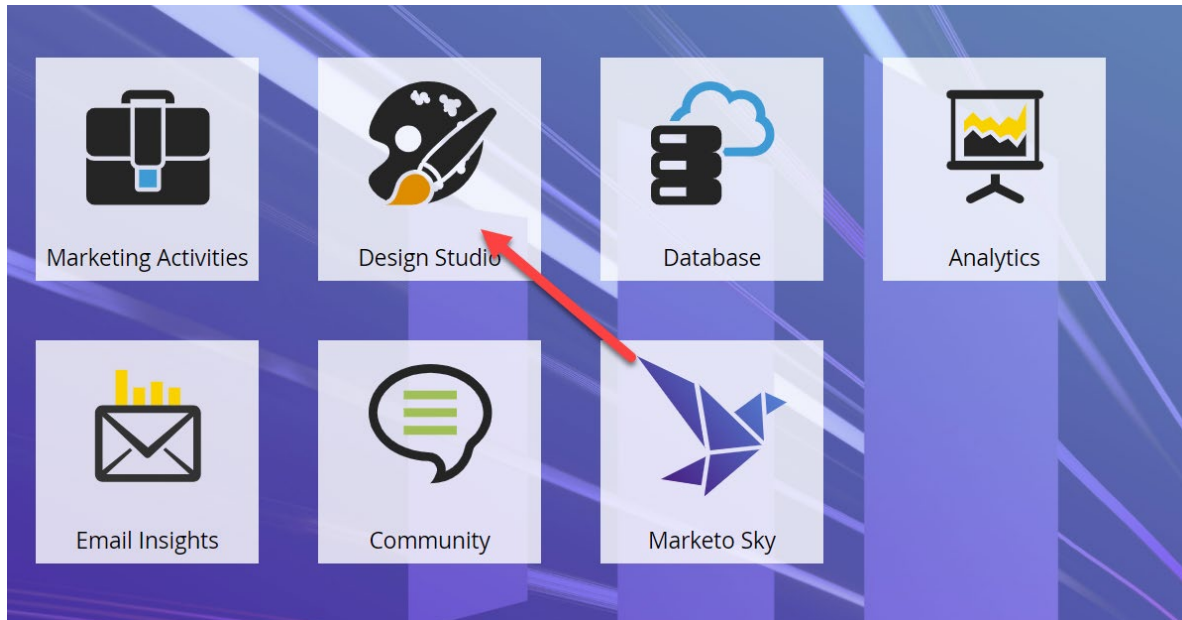 Marketing Activities
Design Studio
Database
Analytics
Email Insights
Community
Marketo Sky